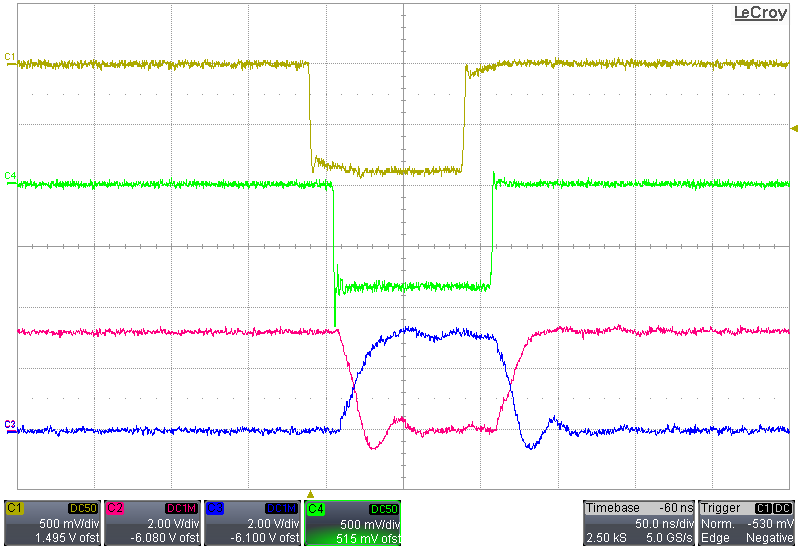 LeCroy
C1
C4
C3
C1 DC50
500 mV/div
1.495 V ofst
C2 DC1M
2.00 V/div
-6.080 V ofst
DC1M
2.00 V/div
-6.100 V ofst
C4 DC50
500 mV/div
515 mV ofst
Timebase -60 ns
50.0 ns/div
2.50 kS 5.0 GS/s
Trigger C1 DC
Norm. -530 mV
Edge Negative